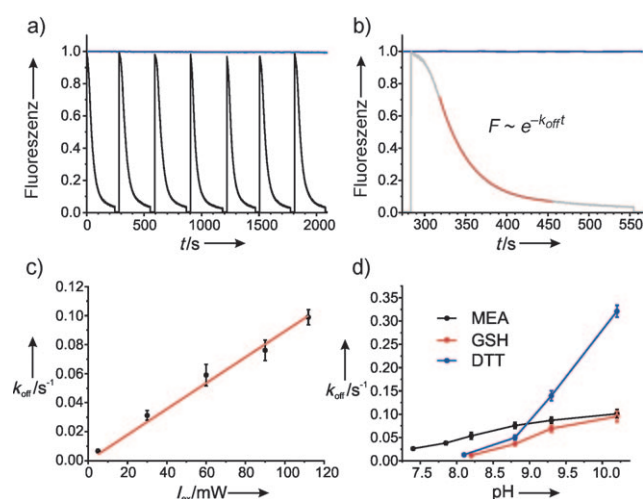 a)
Fluoreszenz
1.0
0.8
0.6
0.4
0.2
0.0
0 500 1000 1500 2000
t/s
b)
Fluoreszenz
1.0
0.8
0.6
0.4
0.2
0.0
300 350 400 450 500 550
t/s
F ~ e^–k_off t
c)
k_off/s⁻¹
0.12
0.10
0.08
0.06
0.04
0.02
0.00
0 20 40 60 80 100 120
I_ex/mW
d)
k_off/s⁻¹
0.35
0.30
0.25
0.20
0.15
0.10
0.05
0.00
7.5 8.0 8.5 9.0 9.5 10.0
pH
MEA
GSH
DTT